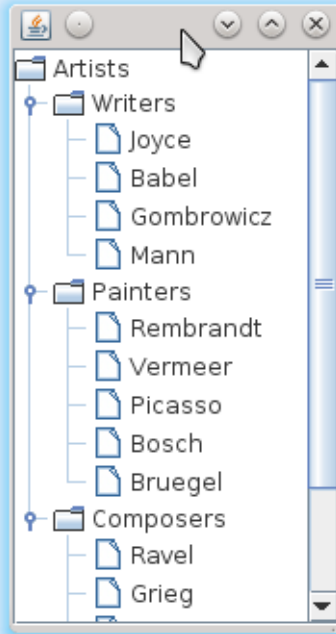 Artists
Writers
Joyce
Babel
Gombrowicz
Mann
Painters
Rembrandt
Vermeer
Picasso
Bosch
Bruegel
Composers
Ravel
Grieg